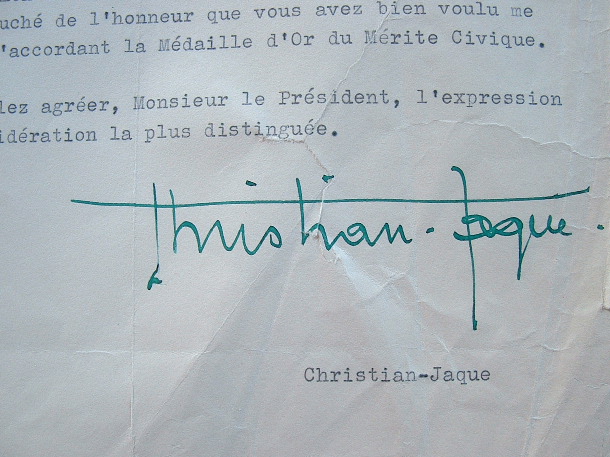 uché de l'honneur que vous avez bien voulu me
'accordant la Médaille d'Or du Mérite Civique.
lez agréer, Monsieur le Président, l'expression
idération la plus distinguée.
Christian-Jaque.
Christian-Jaque